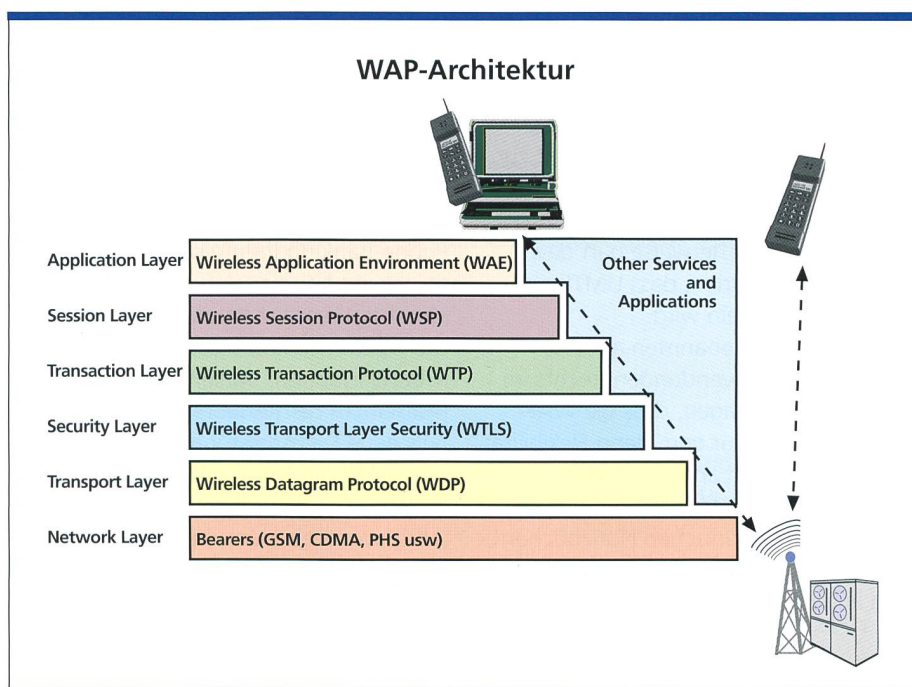 WAP-Architektur
Application Layer
Wireless Application Environment (WAE)
Other Services
and
Applications
Session Layer
Wireless Session Protocol (WSP)
Transaction Layer
Wireless Transaction Protocol (WTP)
Security Layer
Wireless Transport Layer Security (WTLS)
Transport Layer
Wireless Datagram Protocol (WDP)
Network Layer
Bearers (GSM, CDMA, PHS usw)